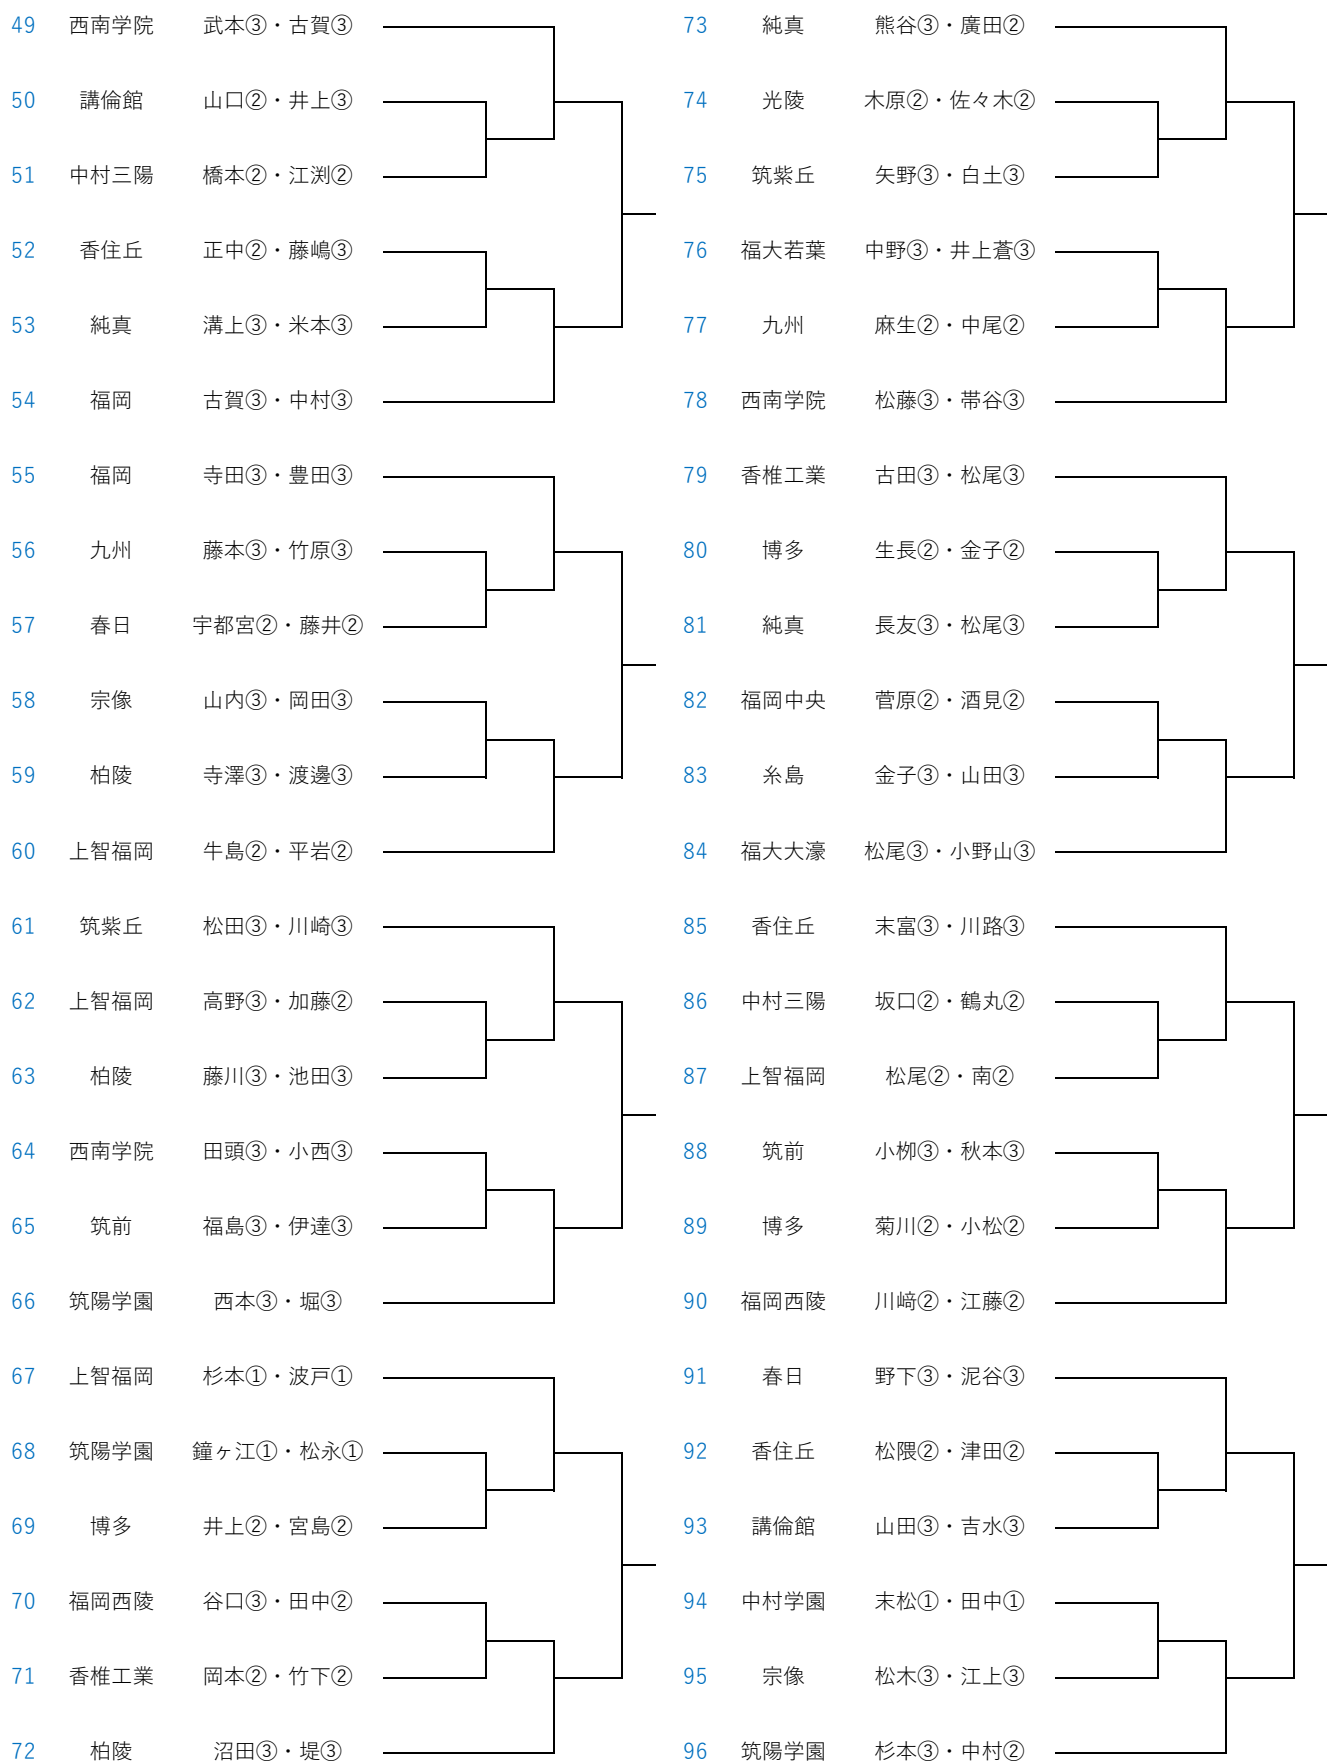 49 西南学院 武本③・古賀③
50 講倫館 山口②・井上③
51 中村三陽 橋本②・江渕②
52 香住丘 正中②・藤嶋③
53 純真 溝上③・米本③
54 福岡 古賀③・中村③
55 福岡 寺田③・豊田③
56 九州 藤本③・竹原③
57 春日 宇都宮②・藤井②
58 宗像 山内③・岡田③
59 柏陵 寺澤③・渡邊③
60 上智福岡 牛島②・平岩②
61 筑紫丘 松田③・川崎③
62 上智福岡 高野③・加藤②
63 柏陵 藤川③・池田③
64 西南学院 田頭③・小西③
65 筑前 福島③・伊達③
66 筑陽学園 西本③・堀③
67 上智福岡 杉本①・波戸①
68 筑陽学園 鐘ヶ江①・松永①
69 博多 井上②・宮島②
70 福岡西陵 谷口③・田中②
71 香椎工業 岡本②・竹下②
72 柏陵 沼田③・堤③
73 純真 熊谷③・廣田②
74 光陵 木原②・佐々木②
75 筑紫丘 矢野③・白土③
76 福大若葉 中野③・井上蒼③
77 九州 麻生②・中尾②
78 西南学院 松藤③・帯谷③
79 香椎工業 古田③・松尾③
80 博多 生長②・金子②
81 純真 長友③・松尾③
82 福岡中央 菅原②・酒見②
83 糸島 金子③・山田③
84 福大大濠 松尾③・小野山③
85 香住丘 末富③・川路③
86 中村三陽 坂口②・鶴丸②
87 上智福岡 松尾②・南②
88 筑前 小栁③・秋本③
89 博多 菊川②・小松②
90 福岡西陵 川﨑②・江藤②
91 春日 野下③・泥谷③
92 香住丘 松隈②・津田②
93 講倫館 山田③・吉水③
94 中村学園 末松①・田中①
95 宗像 松木③・江上③
96 筑陽学園 杉本③・中村②